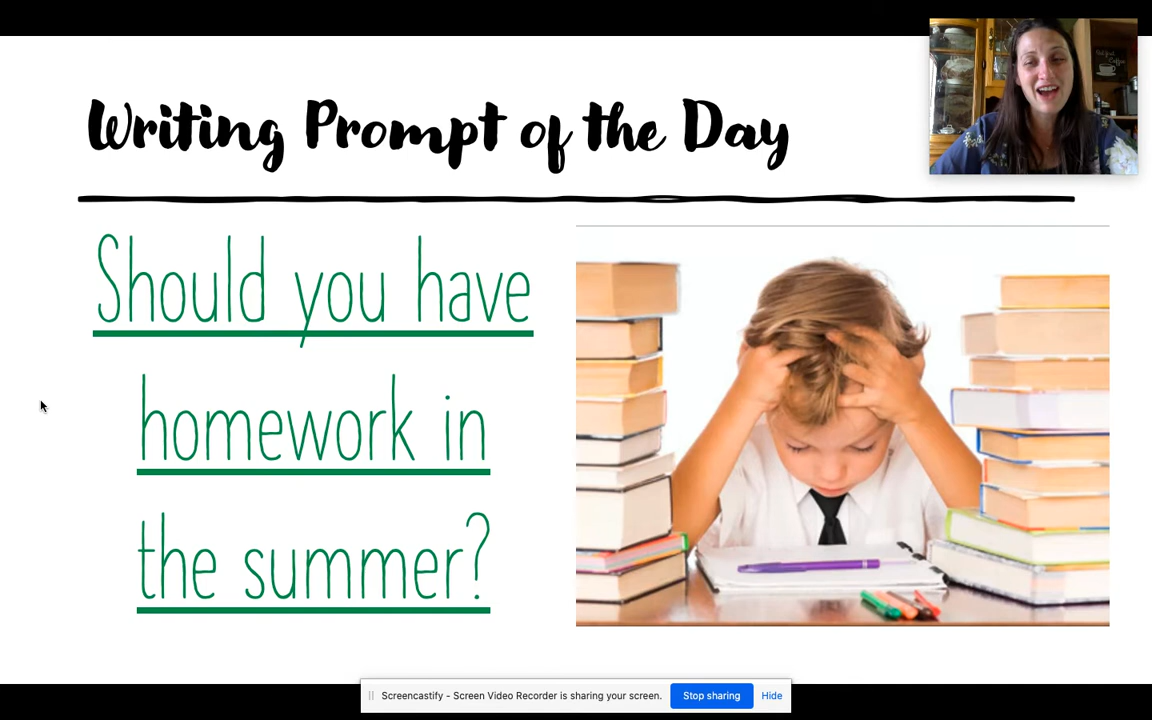 Writing Prompt of the Day
Should you have
homework in
the summer?
Screencastify - Screen Video Recorder is sharing your screen.
Stop sharing
Hide